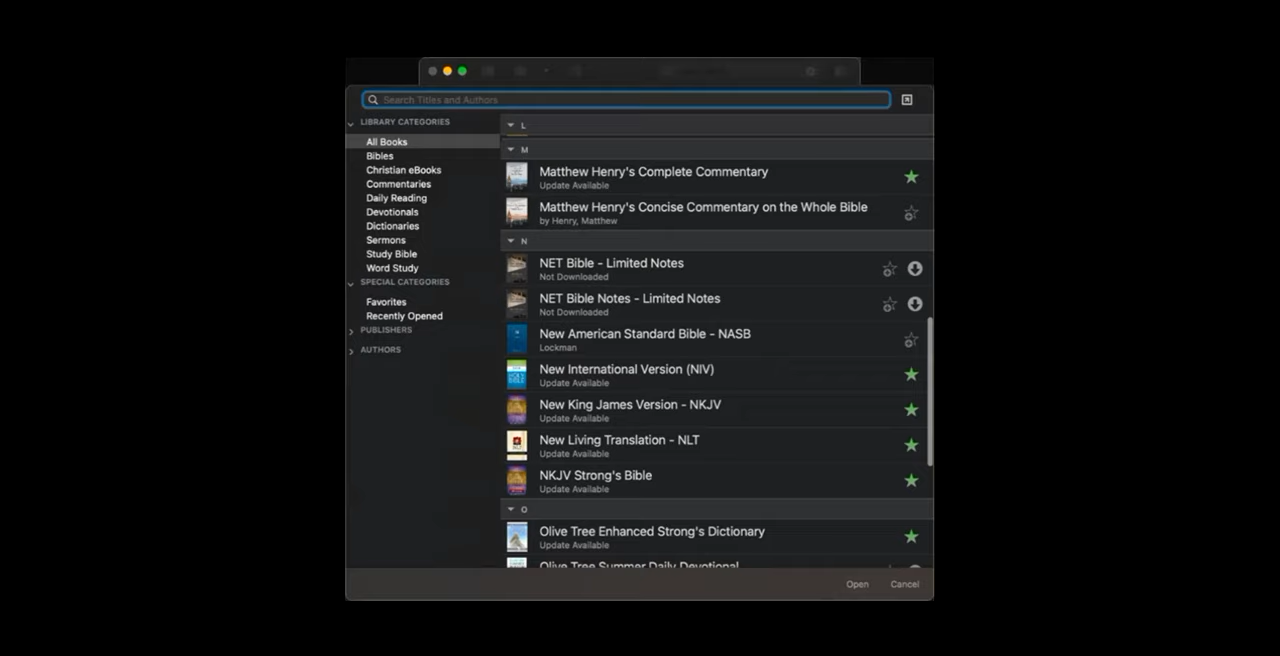 Search Titles and Authors
LIBRARY CATEGORIES
All Books
Bibles
Christian eBooks
Commentaries
Daily Reading
Devotionals
Dictionaries
Sermons
Study Bible
Word Study
SPECIAL CATEGORIES
Favorites
Recently Opened
PUBLISHERS
AUTHORS
L
M
Matthew Henry's Complete Commentary
Update Available
Matthew Henry's Concise Commentary on the Whole Bible
by Henry, Matthew
N
NET Bible - Limited Notes
Not Downloaded
NET Bible Notes - Limited Notes
Not Downloaded
New American Standard Bible - NASB
Lockman
New International Version (NIV)
Update Available
New King James Version - NKJV
Update Available
New Living Translation - NLT
Update Available
NKJV Strong's Bible
Update Available
O
Olive Tree Enhanced Strong's Dictionary
Update Available
Olive Tree Summer Daily Devotional
Open Cancel